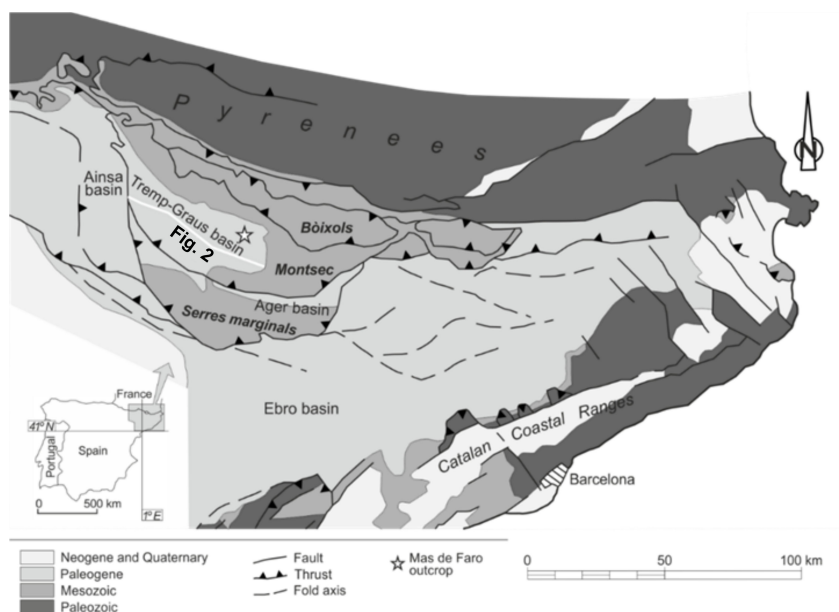 Pyrenees
N
Ainsa
basin
Tremp-Graus basin
Fig. 2
Bòixols
Montsec
Ager basin
Serres marginals
Ebro basin
Catalan Coastal Ranges
Barcelona
France
41º N
Portugal
Spain
0 500 km
1º E
Neogene and Quaternary
Paleogene
Mesozoic
Paleozoic
Fault
Thrust
Fold axis
Mas de Faro
outcrop
0 50 100 km